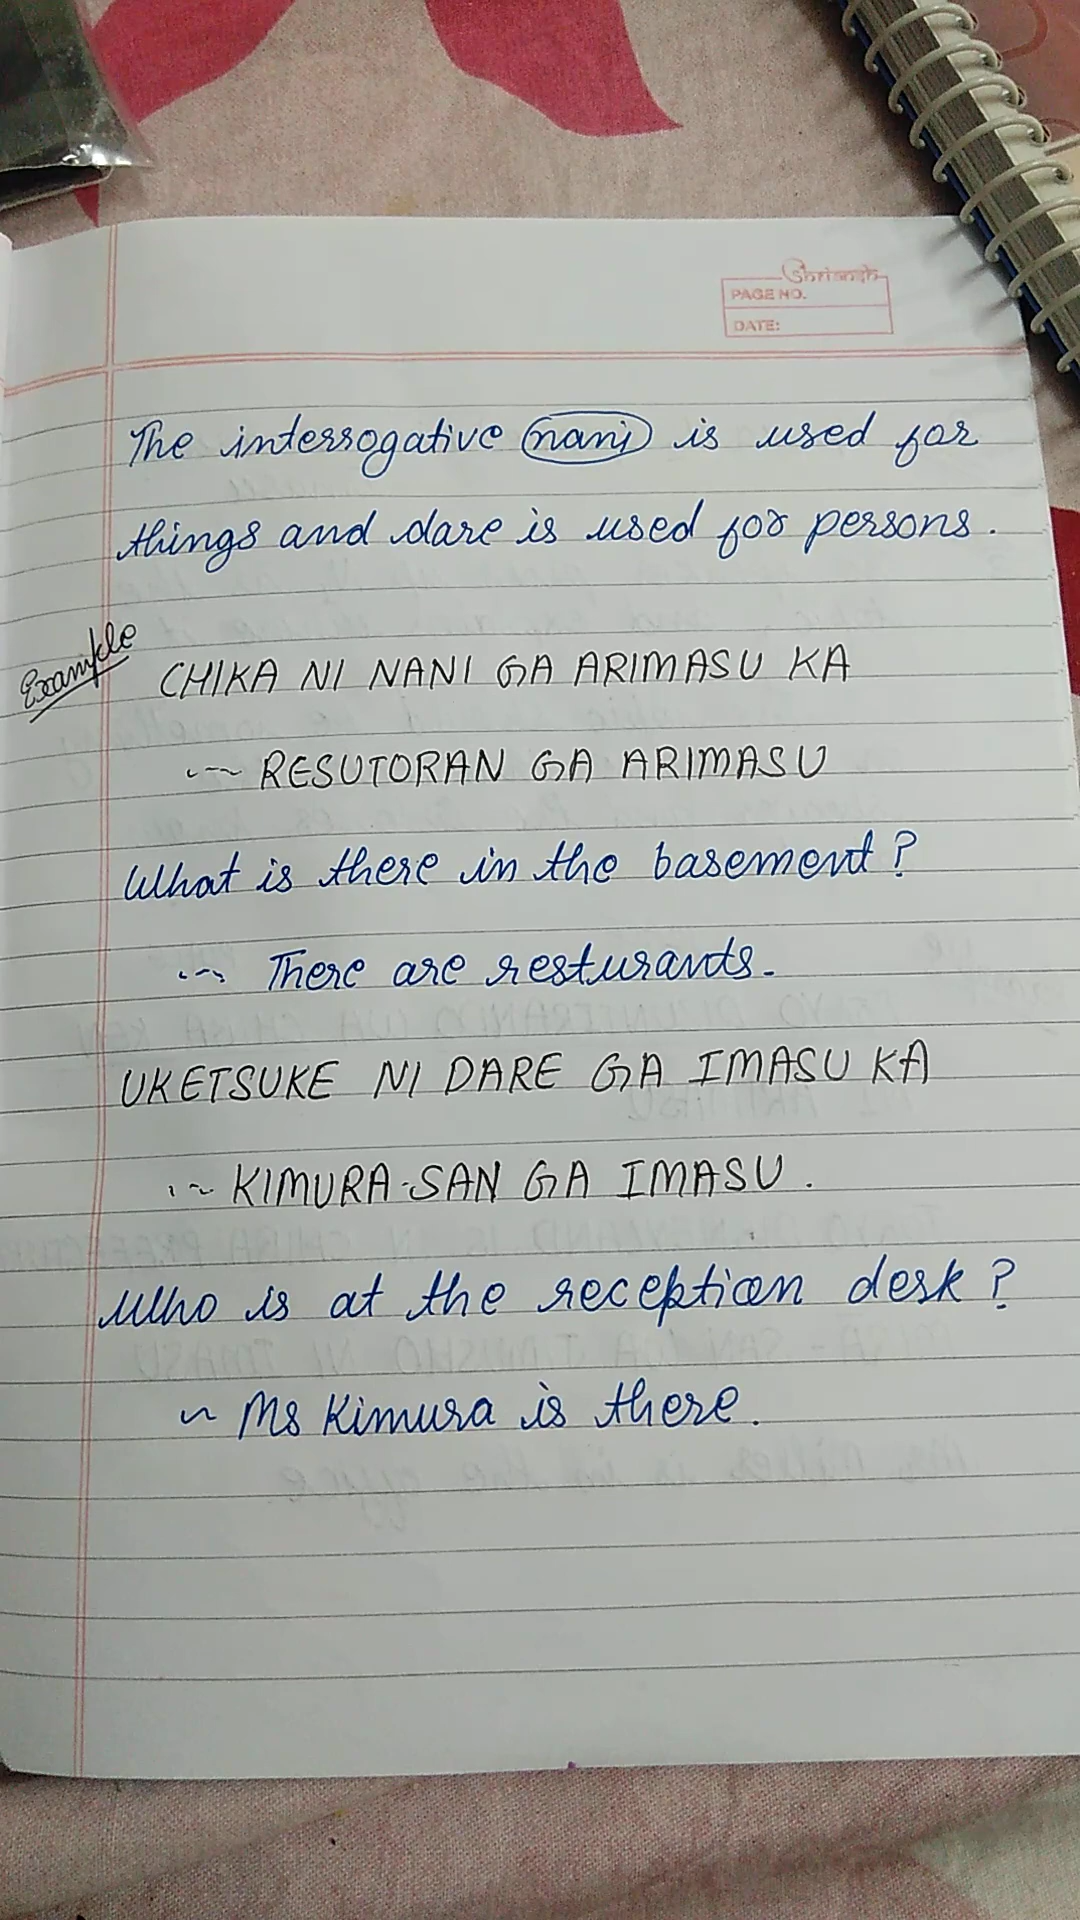 Shriansh
PAGE NO.
DATE:
The interrogative nani is used for
things and dare is used for persons.
Example
CHIKA NI NANI GA ARIMASU KA
~ RESUTORAN GA ARIMASU
What is there in the basement?
~ There are resturants.
UKETSUKE NI DARE GA IMASU KA
~ KIMURA-SAN GA IMASU.
Who is at the reception desk?
~ Ms Kimura is there.